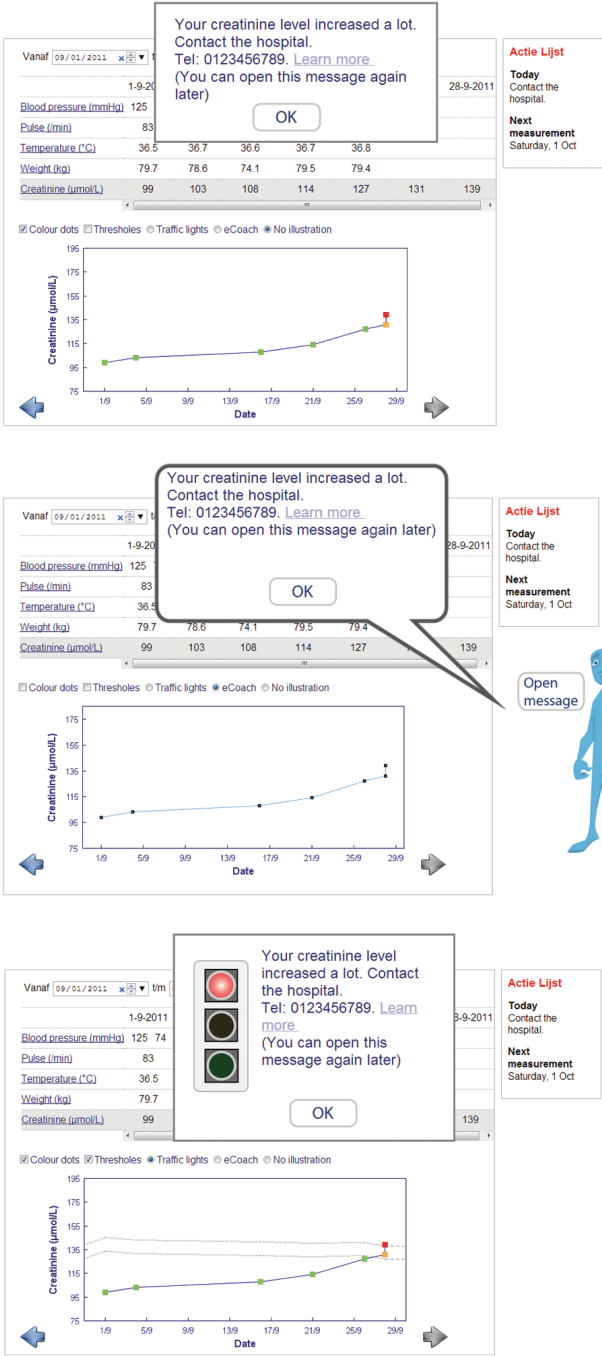 Your creatinine level increased a lot.
Contact the hospital.
Tel: 0123456789. Learn more
(You can open this message again
later)
OK
Vanaf 09/01/2011
Actie Lijst
Today
Contact the
hospital.
Next
measurement
Saturday, 1 Oct
1-9-20 28-9-2011
Blood pressure (mmHg) 125
Pulse (/min) 83
Temperature (°C) 36.5 36.7 36.6 36.7 36.8
Weight (kg) 79.7 78.6 74.1 79.5 79.4
Creatinine (µmol/L) 99 103 108 114 127 131 139
Colour dots Thresholes Traffic lights eCoach No illustration
195
175
155
135
115
95
75
Creatinine (µmol/L)
1/9 5/9 9/9 13/9 17/9 21/9 25/9 29/9
Date
Your creatinine level increased a lot.
Contact the hospital.
Tel: 0123456789. Learn more
(You can open this message again later)
OK
Vanaf 09/01/2011 t/
Actie Lijst
Today
Contact the
hospital.
Next
measurement
Saturday, 1 Oct
1-9-20 28-9-2011
Blood pressure (mmHg) 125
Pulse (/min) 83
Temperature (°C) 36.5
Weight (kg) 79.7 78.6 74.1 79.5 79.4
Creatinine (µmol/L) 99 103 108 114 127 139
Open
message
Colour dots Thresholes Traffic lights eCoach No illustration
175
155
135
115
95
75
Creatinine (µmol/L)
1/9 5/9 9/9 13/9 17/9 21/9 25/9 29/9
Date
Your creatinine level
increased a lot. Contact
the hospital.
Tel: 0123456789. Learn
more
(You can open this
message again later)
OK
Vanaf 09/01/2011 t/m
Actie Lijst
Today
Contact the
hospital.
Next
measurement
Saturday, 1 Oct
1-9-2011 8-9-2011
Blood pressure (mmHg) 125 74
Pulse (/min) 83
Temperature (°C) 36.5
Weight (kg) 79.7
Creatinine (µmol/L) 99 139
Colour dots Thresholes Traffic lights eCoach No illustration
195
175
155
135
115
95
75
Creatinine (µmol/L)
1/9 5/9 9/9 13/9 17/9 21/9 25/9 29/9
Date